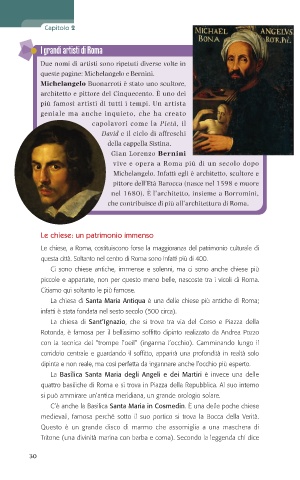 Capitolo 2
I grandi artisti di Roma
MICHAEL ANGELVS
BONA ROT, Pic.
Due nomi di artisti sono ripetuti diverse volte in
queste pagine: Michelangelo e Bernini.
Michelangelo Buonarroti è stato uno scultore,
architetto e pittore del Cinquecento. È uno dei
più famosi artisti di tutti i tempi. Un artista
geniale ma anche inquieto, che ha creato
capolavori come la Pietà, il
David e il ciclo di affreschi
della cappella Sistina.
Gian Lorenzo Bernini
vive e opera a Roma più di un secolo dopo
Michelangelo. Infatti egli è architetto, scultore e
pittore dell'Età Barocca (nasce nel 1598 e muore
nel 1680). È l'architetto, insieme a Borromini,
che contribuisce di più all'architettura di Roma.
Le chiese: un patrimonio immenso
Le chiese, a Roma, costituiscono forse la maggioranza del patrimonio culturale di
questa città. Soltanto nel centro di Roma sono infatti più di 400.
Ci sono chiese antiche, immense e solenni, ma ci sono anche chiese più
piccole e appartate, non per questo meno belle, nascoste tra i vicoli di Roma.
Citiamo qui soltanto le più famose.
La chiesa di Santa Maria Antiqua è una delle chiese più antiche di Roma;
infatti è stata fondata nel sesto secolo (500 circa).
La chiesa di Sant'Ignazio, che si trova tra via del Corso e Piazza della
Rotonda, è famosa per il bellissimo soffitto dipinto realizzato da Andrea Pozzo
con la tecnica del "trompe l'oeil" (inganna l'occhio). Camminando lungo il
corridoio centrale e guardando il soffitto, apparirà una profondità in realtà solo
dipinta e non reale, ma così perfetta da ingannare anche l'occhio più esperto.
La Basilica Santa Maria degli Angeli e dei Martiri è invece una delle
quattro basiliche di Roma e si trova in Piazza della Repubblica. Al suo interno
si può ammirare un'antica meridiana, un grande orologio solare.
C'è anche la Basilica Santa Maria in Cosmedin. È una delle poche chiese
medievali, famosa perché sotto il suo portico si trova la Bocca della Verità.
Questo è un grande disco di marmo che assomiglia a una maschera di
Tritone (una divinità marina con barba e corna). Secondo la leggenda chi dice
30